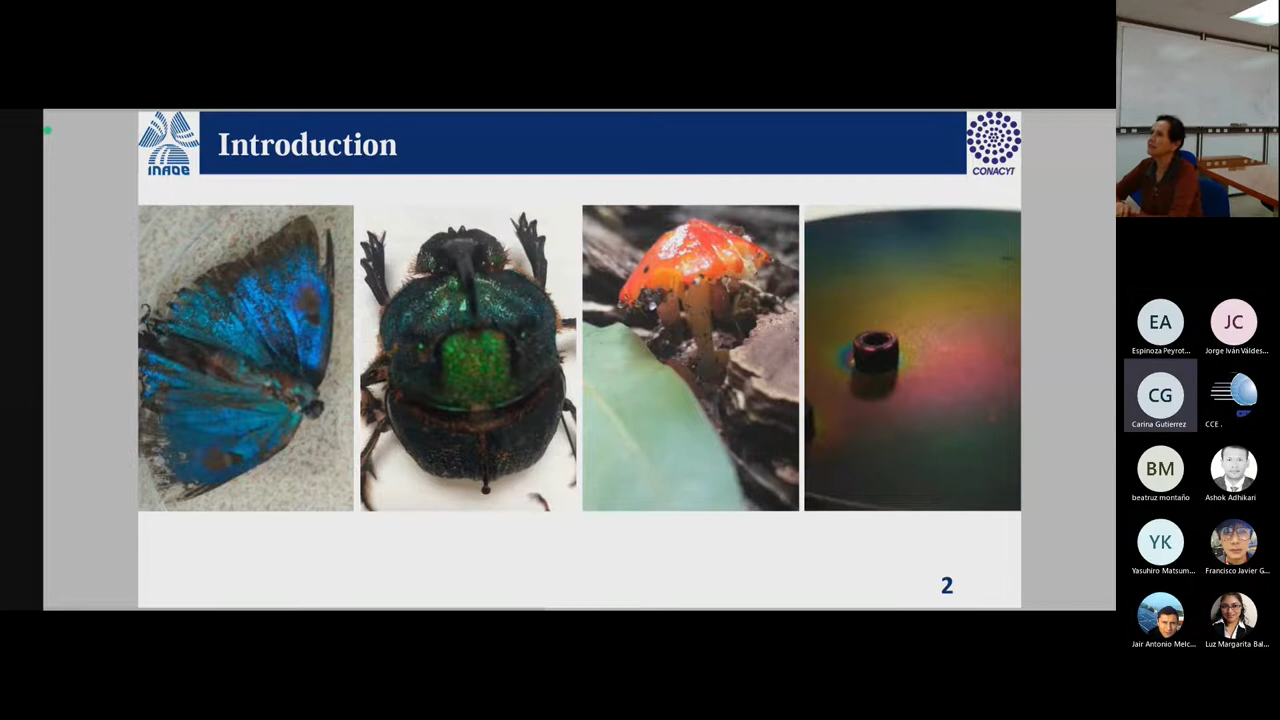 Introduction
INAOE
CONACYT
2
EA
JC
Espinoza Peyrot...
Jorge Iván Váldes...
CG
Carina Gutierrez
CCE .
BM
beatruz montaño
Ashok Adhikari
YK
Yasuhiro Matsum...
Francisco Javier G...
Jair Antonio Melc...
Luz Margarita Bal...